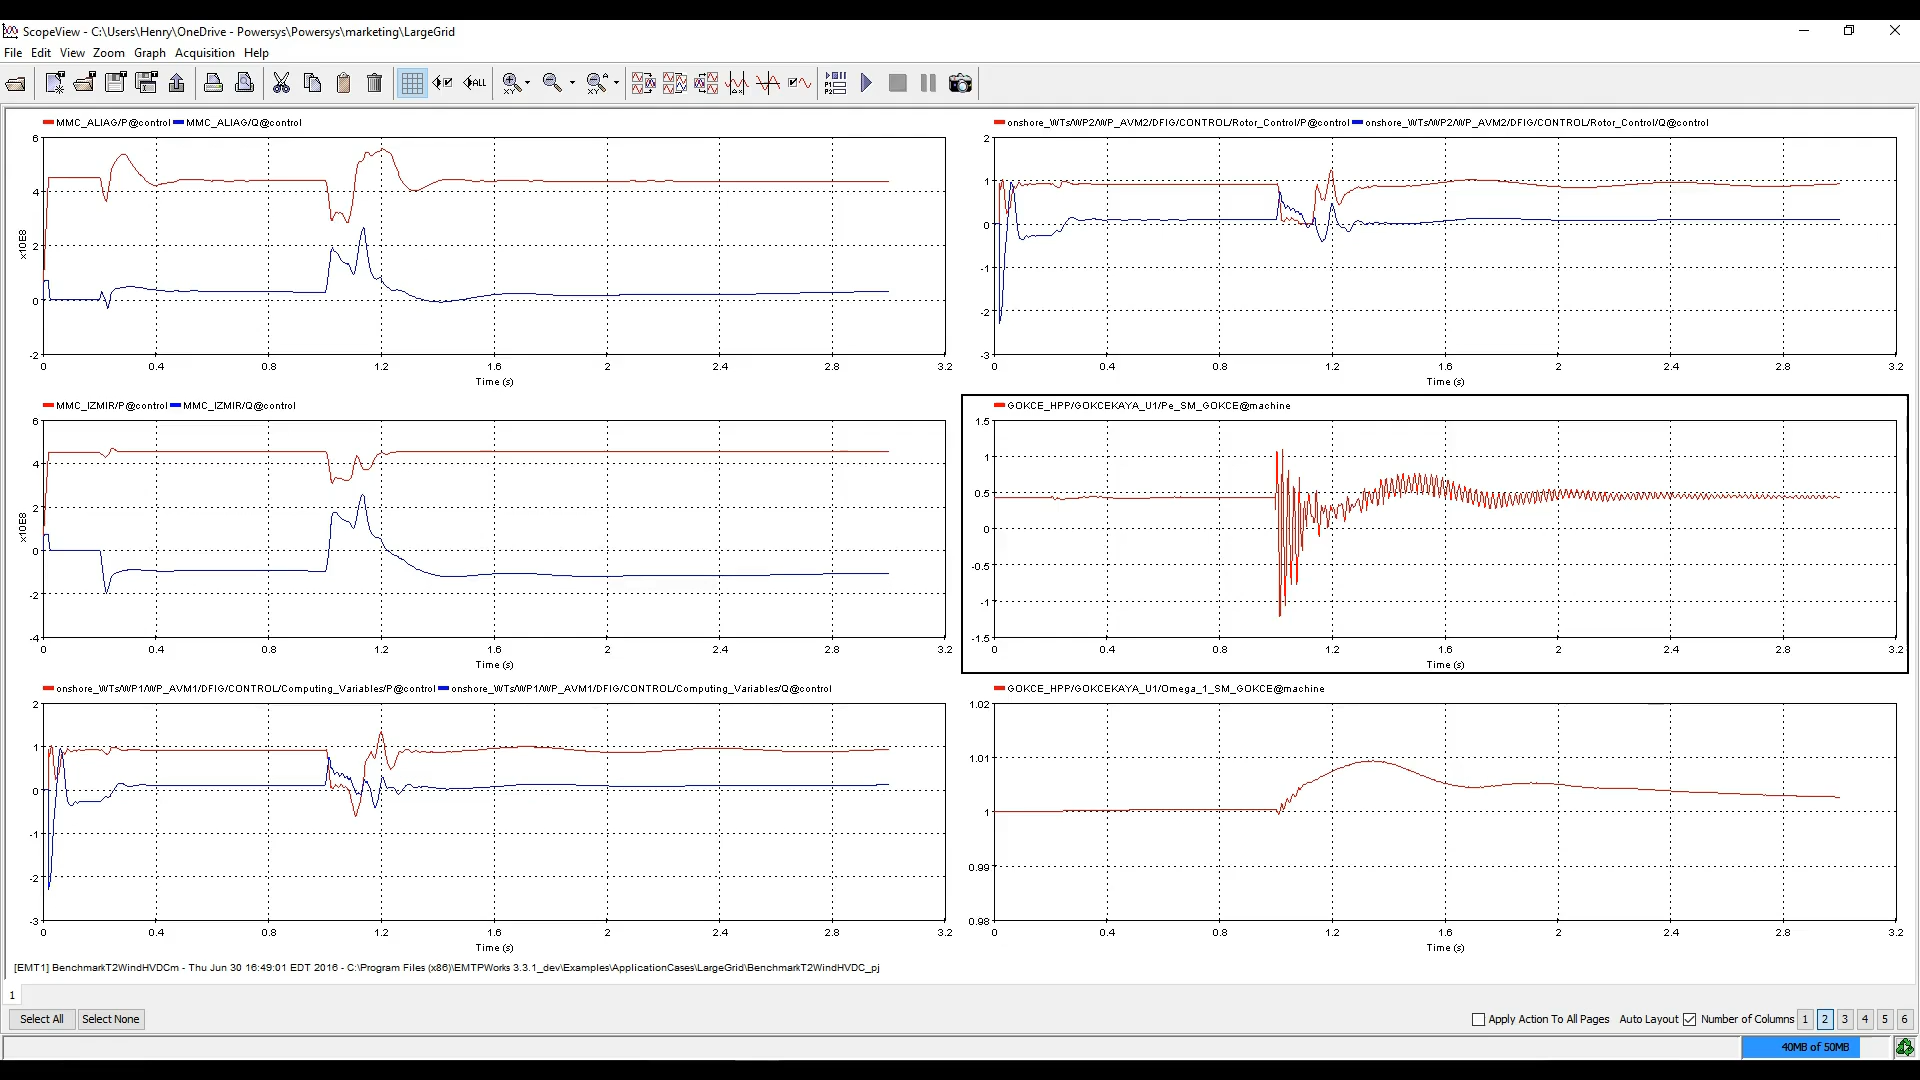 ScopeView - C:\Users\Henry\OneDrive - Powersys\Powersys\marketing\LargeGrid
File Edit View Zoom Graph Acquisition Help
MMC_ALIAG/P@control MMC_ALIAG/Q@control
6
4
2
0
-2
x10E8
0 0.4 0.8 1.2 1.6 2 2.4 2.8 3.2
Time (s)
onshore_WTs/WP2/WP_AVM2/DFIG/CONTROL/Rotor_Control/P@control onshore_WTs/WP2/WP_AVM2/DFIG/CONTROL/Rotor_Control/Q@control
2
1
0
-1
-2
-3
0 0.4 0.8 1.2 1.6 2 2.4 2.8 3.2
Time (s)
MMC_IZMIR/P@control MMC_IZMIR/Q@control
6
4
2
0
-2
-4
x10E8
0 0.4 0.8 1.2 1.6 2 2.4 2.8 3.2
Time (s)
GOKCE_HPP/GOKCEKAYA_U1/Pe_SM_GOKCE@machine
1.5
1
0.5
0
-0.5
-1
-1.5
0 0.4 0.8 1.2 1.6 2 2.4 2.8 3.2
Time (s)
onshore_WTs/WP1/WP_AVM1/DFIG/CONTROL/Computing_Variables/P@control onshore_WTs/WP1/WP_AVM1/DFIG/CONTROL/Computing_Variables/Q@control
2
1
0
-1
-2
-3
0 0.4 0.8 1.2 1.6 2 2.4 2.8 3.2
Time (s)
GOKCE_HPP/GOKCEKAYA_U1/Omega_1_SM_GOKCE@machine
1.02
1.01
1
0.99
0.98
0 0.4 0.8 1.2 1.6 2 2.4 2.8 3.2
Time (s)
[EMT1] BenchmarkT2WindHVDCm - Thu Jun 30 16:49:01 EDT 2016 - C:\Program Files (x86)\EMTPWorks 3.3.1_dev\Examples\ApplicationCases\LargeGrid\BenchmarkT2WindHVDC_pj
1
Select All Select None Apply Action To All Pages Auto Layout Number of Columns 1 2 3 4 5 6
40MB of 50MB